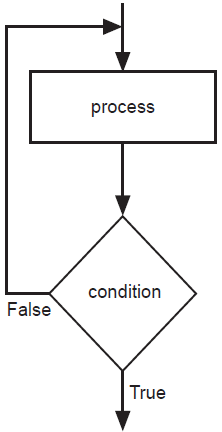 process
condition
False
True